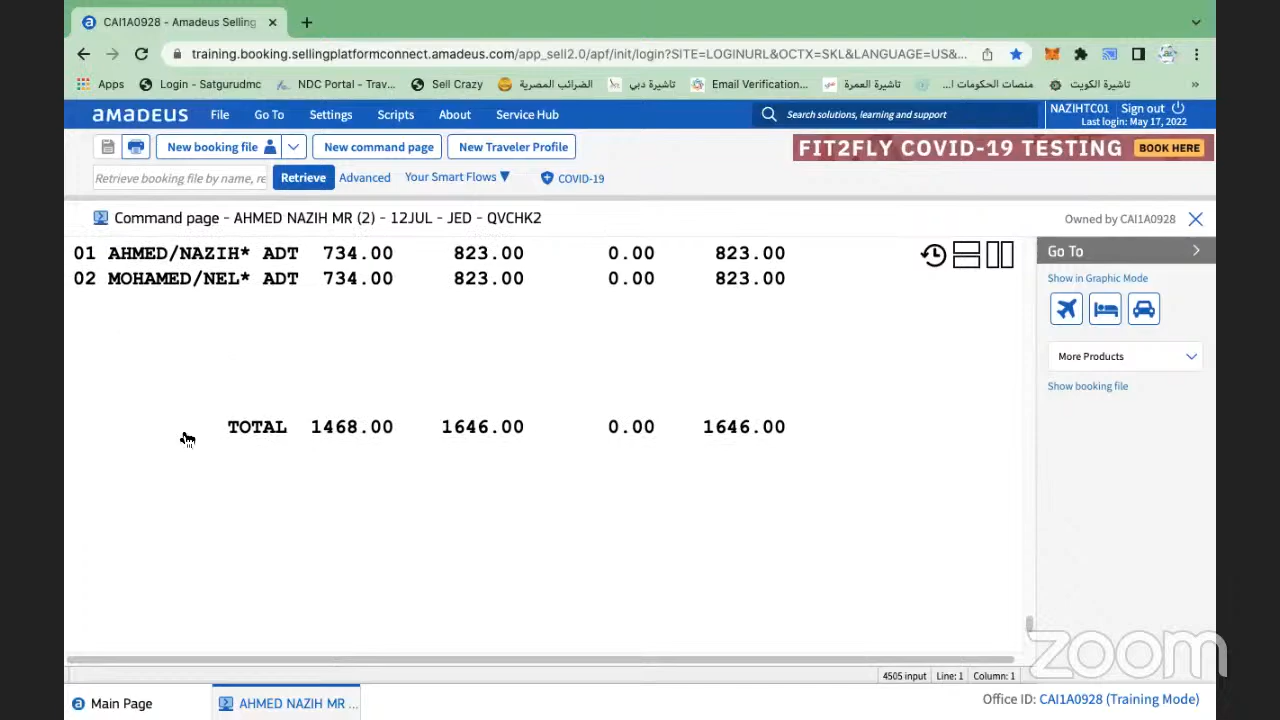 CAI1A0928 - Amadeus Selling
training.booking.sellingplatformconnect.amadeus.com/app_sell2.0/apf/init/login?SITE=LOGINURL&OCTX=SKL&LANGUAGE=US&...
Apps Login - Satgurudmc NDC Portal - Trav... Sell Crazy الضرائب المصرية تاشيرة دبي Email Verification... تاشيرة العمرة منصات الحكومات ا... تاشيرة الكويت »
amadeus File Go To Settings Scripts About Service Hub Search solutions, learning and support NAZIHTC01 Sign out
Last login: May 17, 2022
New booking file New command page New Traveler Profile FIT2FLY COVID-19 TESTING BOOK HERE
Retrieve booking file by name, re Retrieve Advanced Your Smart Flows ▼ COVID-19
Command page - AHMED NAZIH MR (2) - 12JUL - JED - QVCHK2 Owned by CAI1A0928
01 AHMED/NAZIH* ADT 734.00 823.00 0.00 823.00
02 MOHAMED/NEL* ADT 734.00 823.00 0.00 823.00
TOTAL 1468.00 1646.00 0.00 1646.00
Go To
Show in Graphic Mode
More Products
Show booking file
zoom
4505 input Line: 1 Column: 1
Main Page AHMED NAZIH MR ... Office ID: CAI1A0928 (Training Mode)